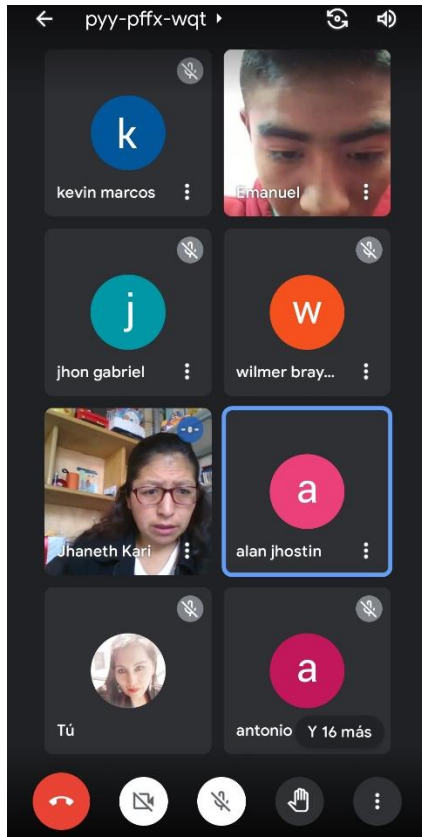 pyy-pffx-wqt
k
kevin marcos
Emanuel
j
jhon gabriel
w
wilmer bray...
Jhaneth Kari
a
alan jhostin
Tú
a
antonio
Y 16 más